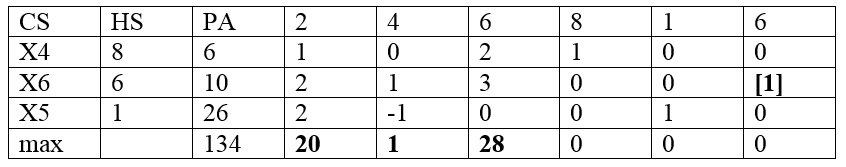 CS HS PA 2 4 6 8 1 6
X4 8 6 1 0 2 1 0 0
X6 6 10 2 1 3 0 0 [1]
X5 1 26 2 -1 0 0 1 0
max 134 20 1 28 0 0 0